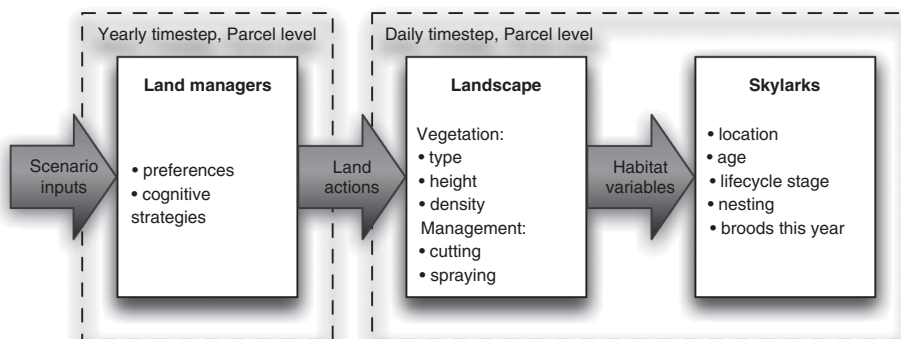 Yearly timestep, Parcel level
Daily timestep, Parcel level
Scenario
inputs
Land managers
• preferences
• cognitive
strategies
Land
actions
Landscape
Vegetation:
• type
• height
• density
Management:
• cutting
• spraying
Habitat
variables
Skylarks
• location
• age
• lifecycle stage
• nesting
• broods this year